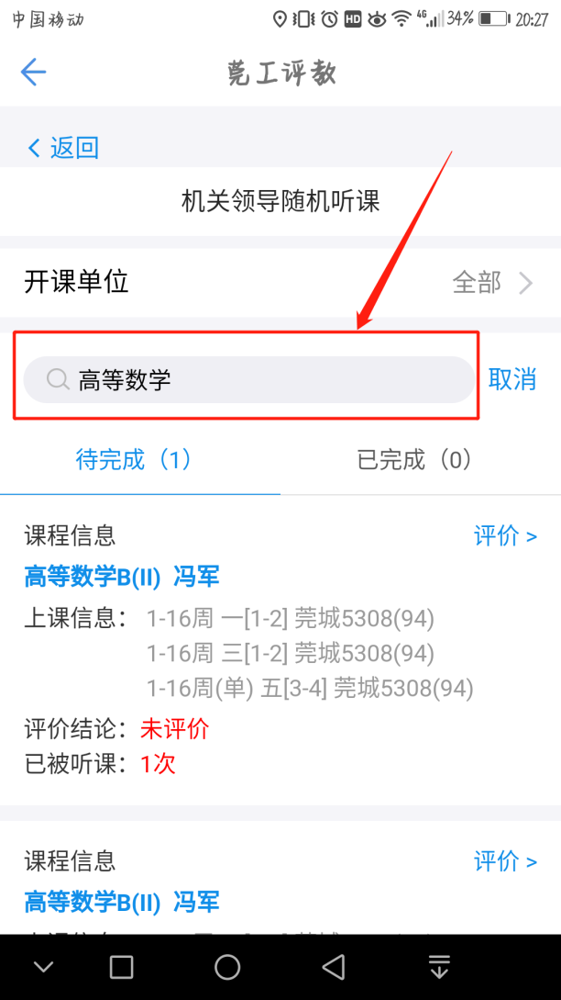 中国移动 HD 4G 34% 20:27
莞工评教
返回
机关领导随机听课
开课单位 全部
高等数学 取消
待完成（1） 已完成（0）
课程信息 评价 >
高等数学B(II) 冯军
上课信息： 1-16周 一[1-2] 莞城5308(94)
1-16周 三[1-2] 莞城5308(94)
1-16周(单) 五[3-4] 莞城5308(94)
评价结论：未评价
已被听课：1次
课程信息 评价 >
高等数学B(II) 冯军